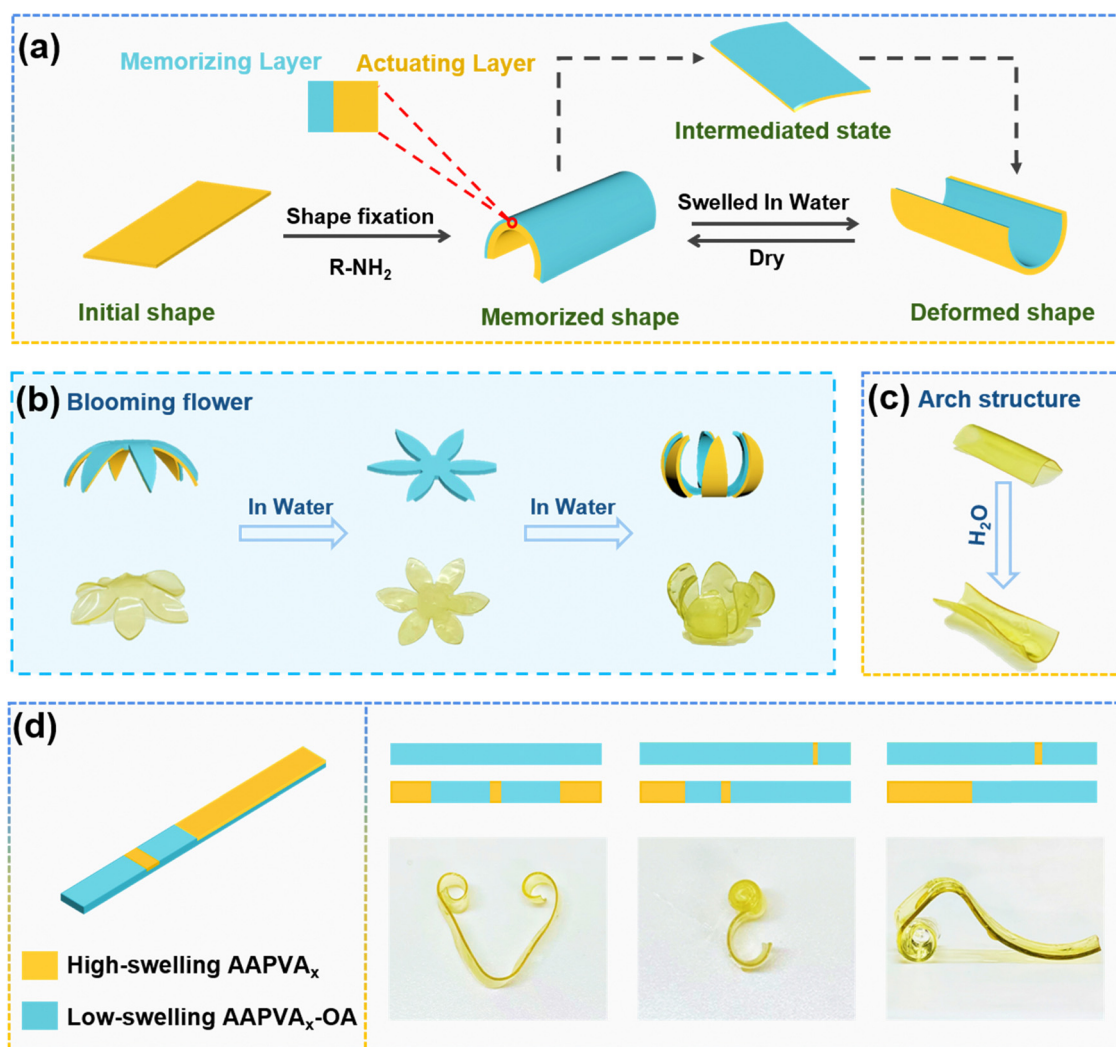 (a)
Memorizing Layer
Actuating Layer
Intermediated state
Shape fixation
R-NH₂
Swelled In Water
Dry
Initial shape
Memorized shape
Deformed shape
(b) Blooming flower
In Water
In Water
(c) Arch structure
H₂O
(d)
High-swelling AAPVAₓ
Low-swelling AAPVAₓ-OA